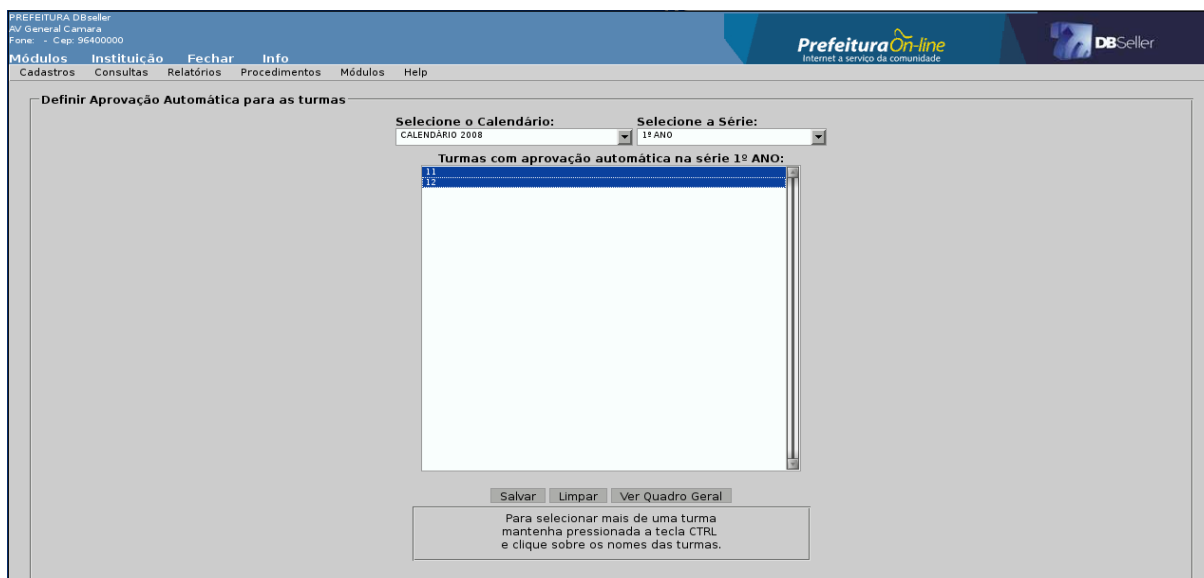 PREFEITURA DBseller
AV General Camara
Fone: - Cep: 96400000
Módulos Instituição Fechar Info
Prefeitura On-line
Internet a serviço da comunidade
DBSeller
Cadastros Consultas Relatórios Procedimentos Módulos Help
Definir Aprovação Automática para as turmas
Selecione o Calendário: Selecione a Série:
CALENDÁRIO 2008 1º ANO
Turmas com aprovação automática na série 1º ANO:
11
12
Salvar Limpar Ver Quadro Geral
Para selecionar mais de uma turma
mantenha pressionada a tecla CTRL
e clique sobre os nomes das turmas.